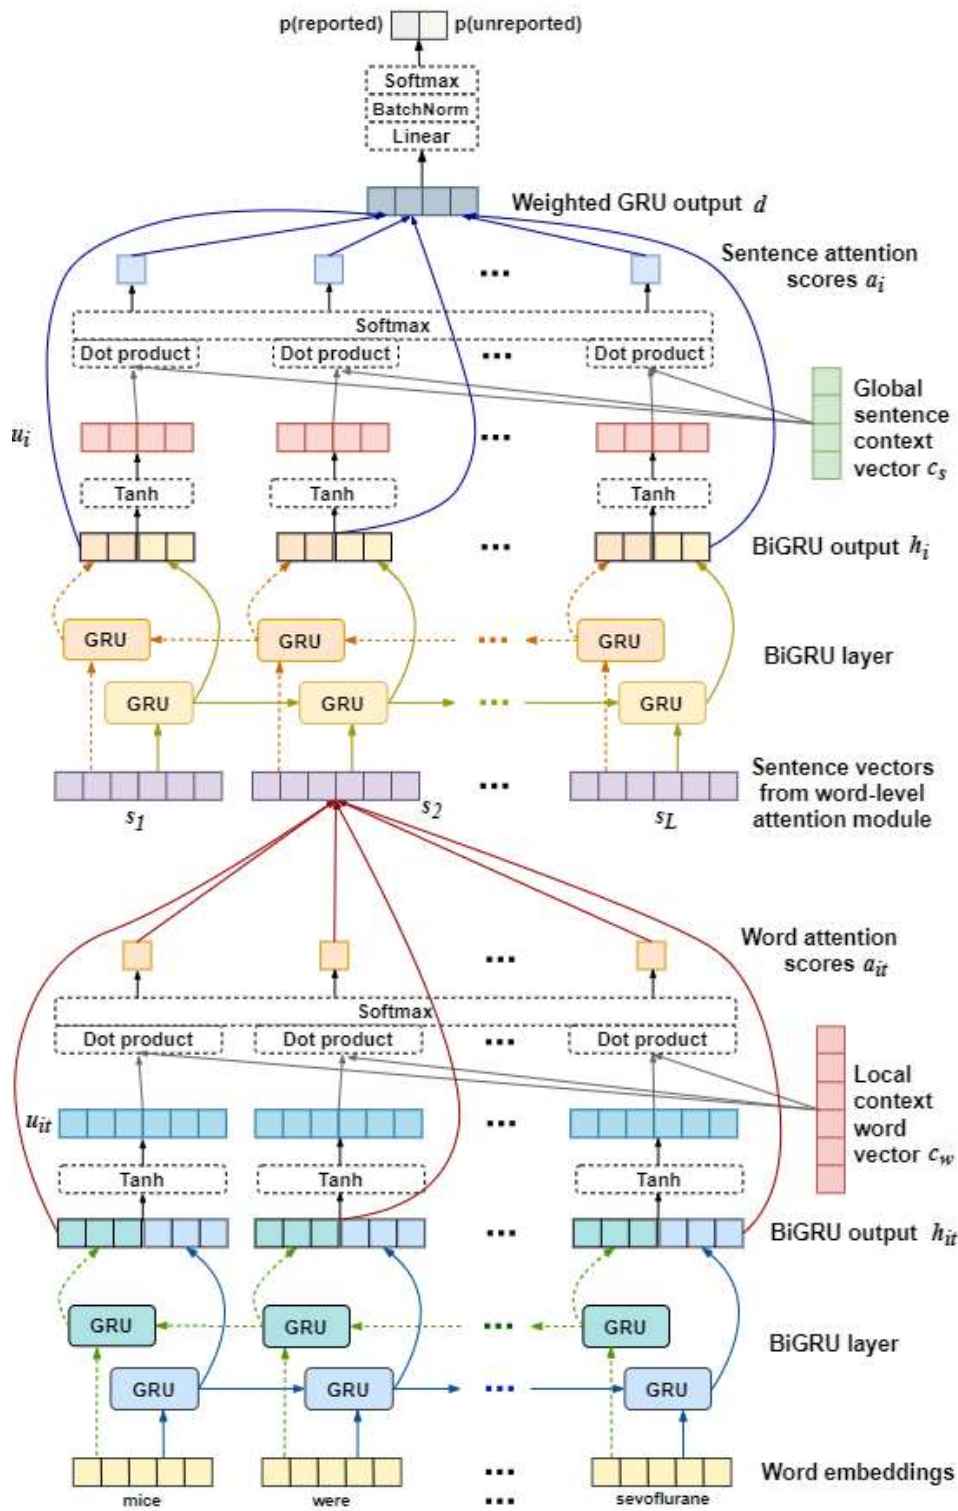 p(reported) p(unreported)
Softmax
BatchNorm
Linear
Weighted GRU output d
Sentence attention
scores a_i
Softmax
Dot product Dot product ... Dot product
Global
sentence
context
vector c_s
u_i
...
Tanh Tanh Tanh
... BiGRU output h_i
GRU GRU ... GRU
BiGRU layer
GRU GRU ... GRU
...
Sentence vectors
from word-level
attention module
s_1 s_2 s_L
Word attention
scores a_it
...
Softmax
Dot product Dot product ... Dot product
Local
context
word
vector c_w
u_it
...
Tanh Tanh Tanh
... BiGRU output h_it
GRU GRU ... GRU
BiGRU layer
GRU GRU ... GRU
... Word embeddings
mice were ... sevoflurane